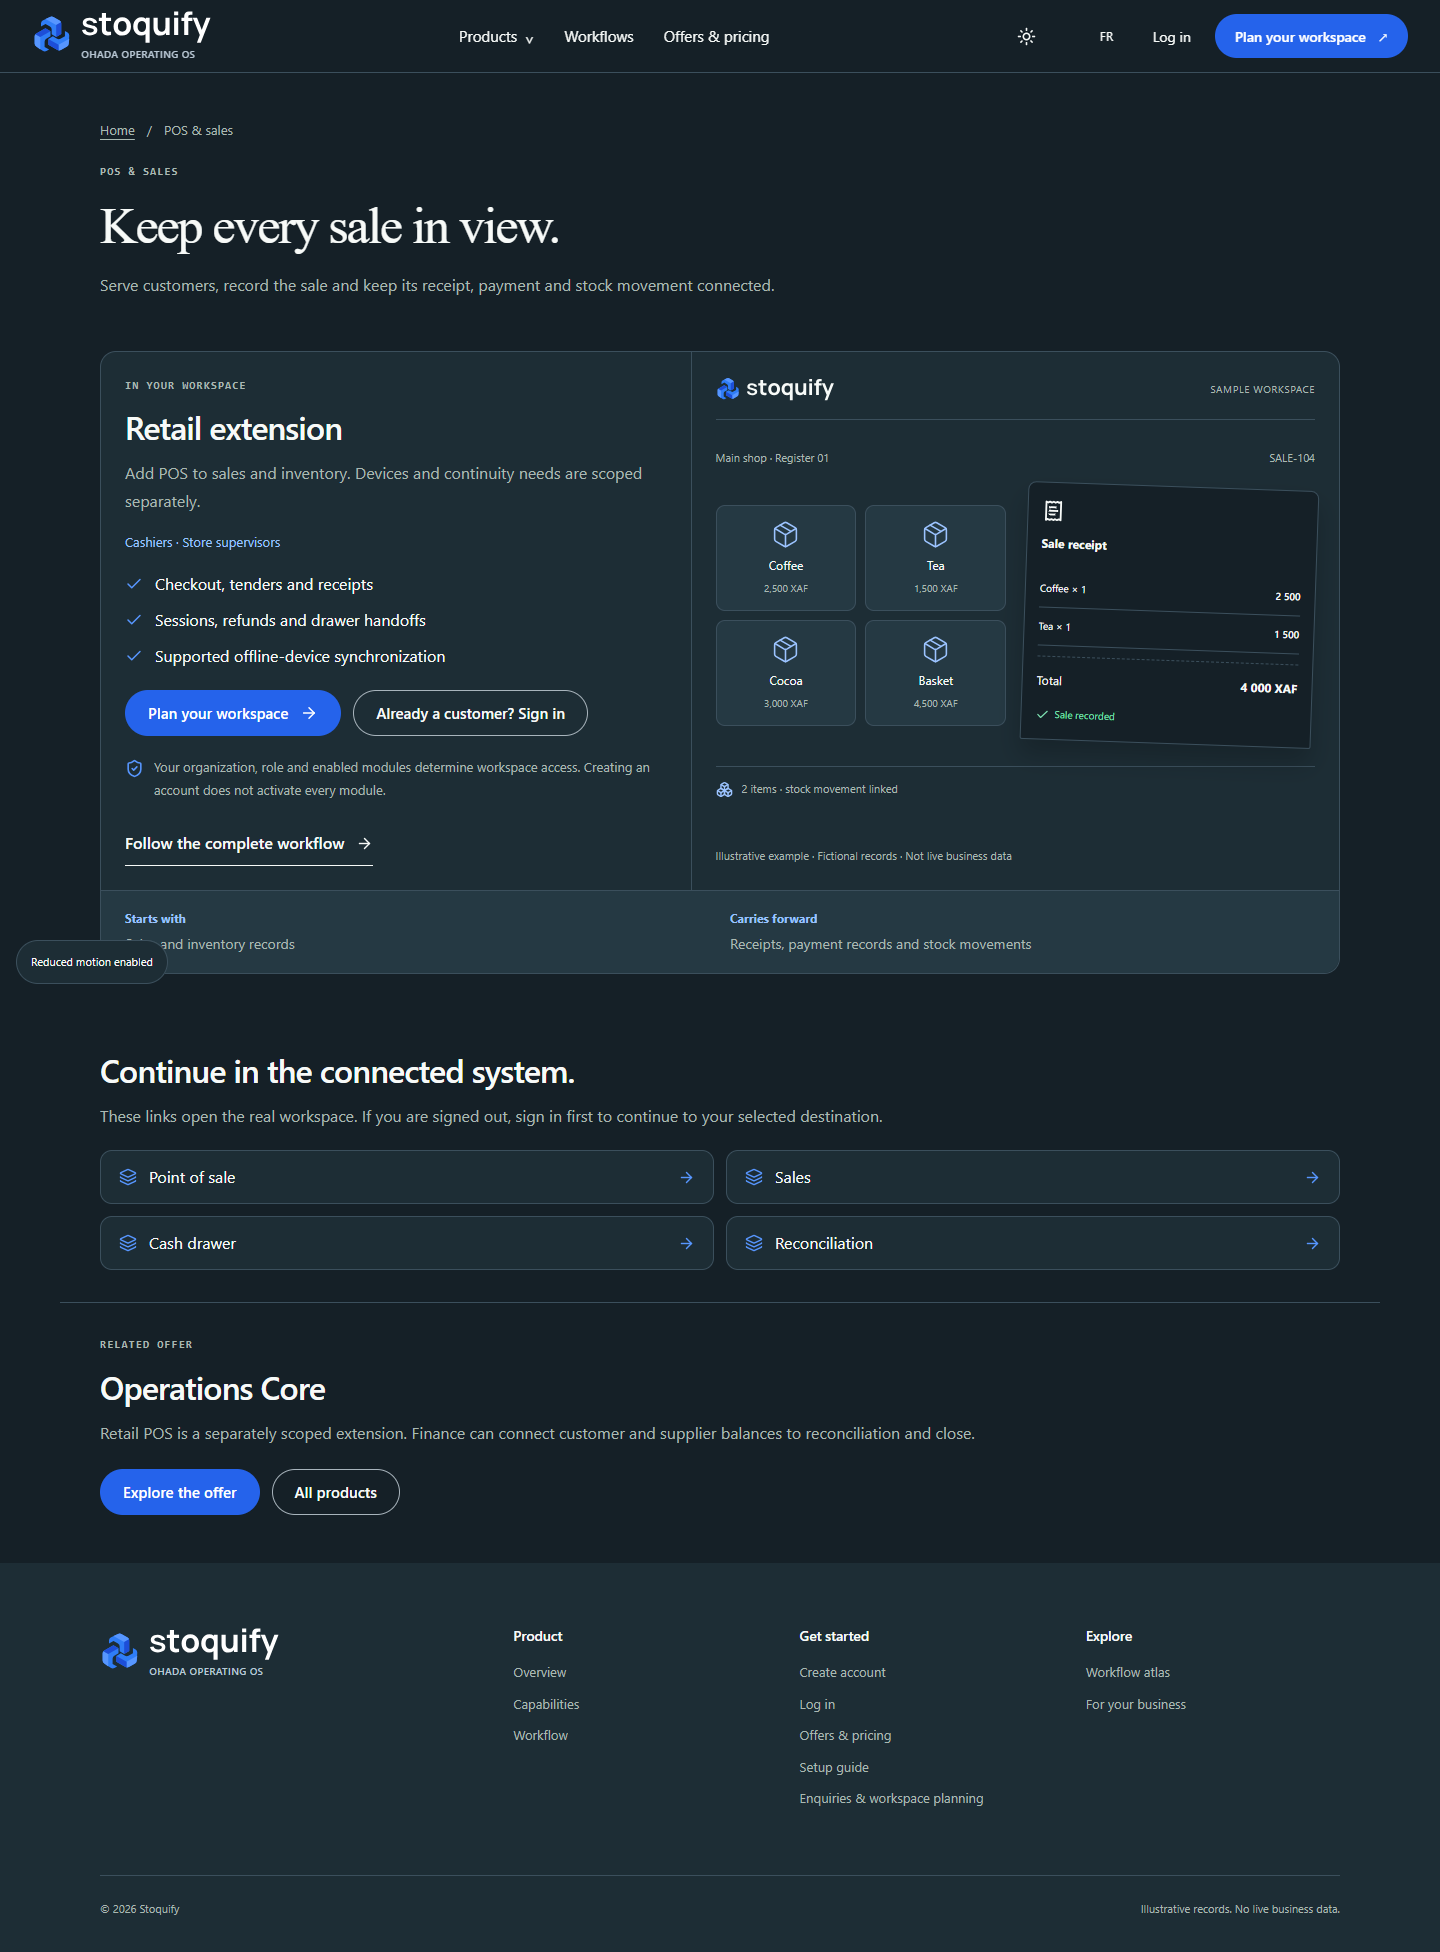 stoquify
OHADA OPERATING OS
Products
Workflows
Offers & pricing
FR
Log in
Plan your workspace
Home / POS & sales
POS & SALES
Keep every sale in view.
Serve customers, record the sale and keep its receipt, payment and stock movement connected.
IN YOUR WORKSPACE
Retail extension
Add POS to sales and inventory. Devices and continuity needs are scoped
separately.
Cashiers · Store supervisors
Checkout, tenders and receipts
Sessions, refunds and drawer handoffs
Supported offline-device synchronization
Plan your workspace
Already a customer? Sign in
Your organization, role and enabled modules determine workspace access. Creating an
account does not activate every module.
Follow the complete workflow
stoquify
SAMPLE WORKSPACE
Main shop · Register 01
SALE-104
Coffee
2,500 XAF
Tea
1,500 XAF
Cocoa
3,000 XAF
Basket
4,500 XAF
Sale receipt
Coffee × 1
2 500
Tea × 1
1 500
Total
4 000 XAF
Sale recorded
2 items · stock movement linked
Illustrative example · Fictional records · Not live business data
Starts with
and inventory records
Carries forward
Receipts, payment records and stock movements
Reduced motion enabled
Continue in the connected system.
These links open the real workspace. If you are signed out, sign in first to continue to your selected destination.
Point of sale
Sales
Cash drawer
Reconciliation
RELATED OFFER
Operations Core
Retail POS is a separately scoped extension. Finance can connect customer and supplier balances to reconciliation and close.
Explore the offer
All products
stoquify
OHADA OPERATING OS
Product
Overview
Capabilities
Workflow
Get started
Create account
Log in
Offers & pricing
Setup guide
Enquiries & workspace planning
Explore
Workflow atlas
For your business
© 2026 Stoquify
Illustrative records. No live business data.